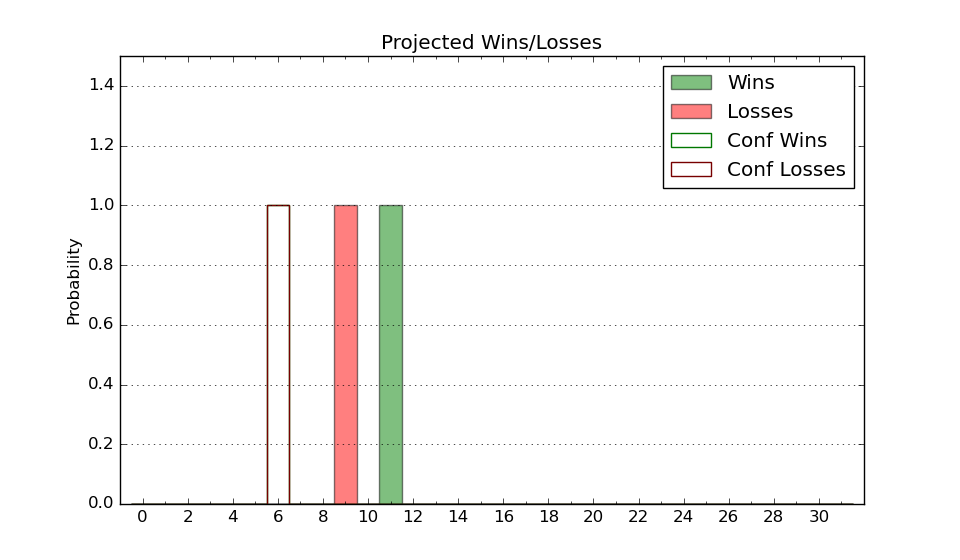 Projected Wins/Losses
Wins
Losses
Conf Wins
Conf Losses
Probability
1.4
1.2
1.0
0.8
0.6
0.4
0.2
0.0
0 2 4 6 8 10 12 14 16 18 20 22 24 26 28 30